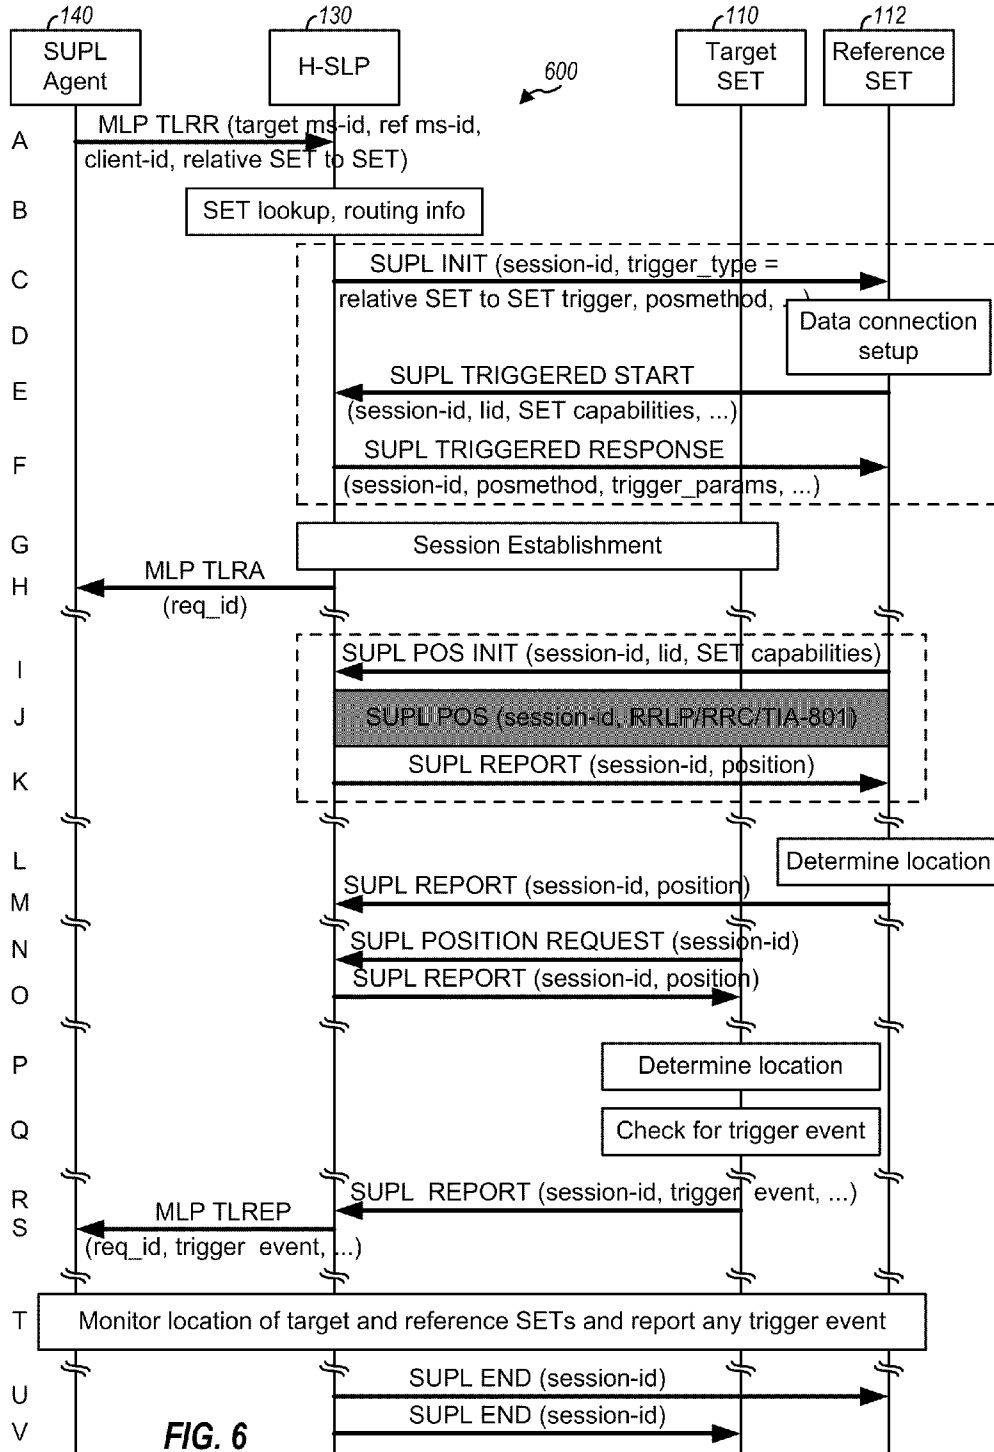 140
130
110
112
SUPL
Agent
H-SLP
Target
SET
Reference
SET
600
A
MLP TLRR (target ms-id, ref ms-id,
client-id, relative SET to SET)
B
SET lookup, routing info
C
SUPL INIT (session-id, trigger_type =
relative SET to SET trigger, posmethod, ...)
D
Data connection
setup
E
SUPL TRIGGERED START
(session-id, lid, SET capabilities, ...)
F
SUPL TRIGGERED RESPONSE
(session-id, posmethod, trigger_params, ...)
G
Session Establishment
H
MLP TLRA
(req_id)
I
SUPL POS INIT (session-id, lid, SET capabilities)
J
SUPL POS (session-id, RRLP/RRC/TIA-801)
K
SUPL REPORT (session-id, position)
L
Determine location
M
SUPL REPORT (session-id, position)
N
SUPL POSITION REQUEST (session-id)
O
SUPL REPORT (session-id, position)
P
Determine location
Q
Check for trigger event
R
SUPL REPORT (session-id, trigger event, ...)
S
MLP TLREP
(req_id, trigger event, ...)
T
Monitor location of target and reference SETs and report any trigger event
U
SUPL END (session-id)
V
SUPL END (session-id)
FIG. 6